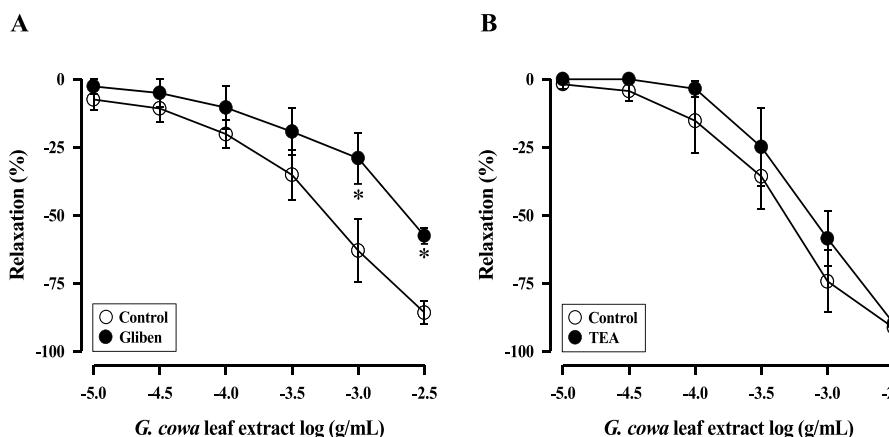 A
B
Relaxation (%)
0
-25
-50
-75
-100
*
*
Control
Gliben
-5.0 -4.5 -4.0 -3.5 -3.0 -2.5
G. cowa leaf extract log (g/mL)
Relaxation (%)
0
-25
-50
-75
-100
Control
TEA
-5.0 -4.5 -4.0 -3.5 -3.0
G. cowa leaf extract log (g/mL)